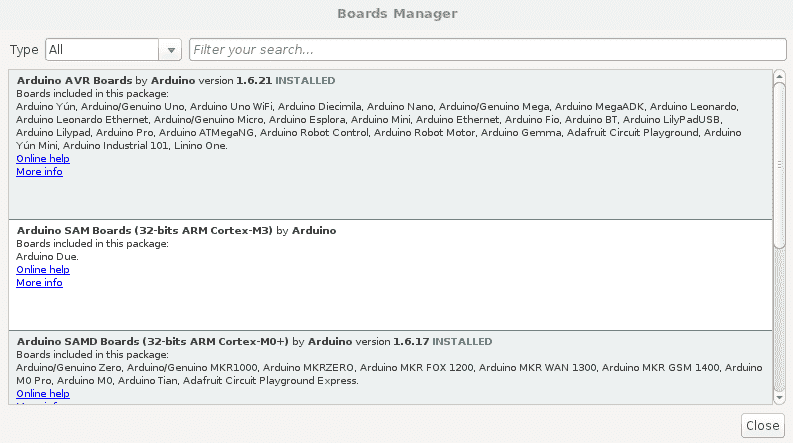 Boards Manager
Type All Filter your search...
Arduino AVR Boards by Arduino version 1.6.21 INSTALLED
Boards included in this package:
Arduino Yún, Arduino/Genuino Uno, Arduino Uno WiFi, Arduino Diecimila, Arduino Nano, Arduino/Genuino Mega, Arduino MegaADK, Arduino Leonardo,
Arduino Leonardo Ethernet, Arduino/Genuino Micro, Arduino Esplora, Arduino Mini, Arduino Ethernet, Arduino Fio, Arduino BT, Arduino LilyPadUSB,
Arduino Lilypad, Arduino Pro, Arduino ATMegaNG, Arduino Robot Control, Arduino Robot Motor, Arduino Gemma, Adafruit Circuit Playground, Arduino
Yún Mini, Arduino Industrial 101, Linino One.
Online help
More info
Arduino SAM Boards (32-bits ARM Cortex-M3) by Arduino
Boards included in this package:
Arduino Due.
Online help
More info
Arduino SAMD Boards (32-bits ARM Cortex-M0+) by Arduino version 1.6.17 INSTALLED
Boards included in this package:
Arduino/Genuino Zero, Arduino/Genuino MKR1000, Arduino MKRZERO, Arduino MKR FOX 1200, Arduino MKR WAN 1300, Arduino MKR GSM 1400, Arduino
M0 Pro, Arduino M0, Arduino Tian, Adafruit Circuit Playground Express.
Online help
Close